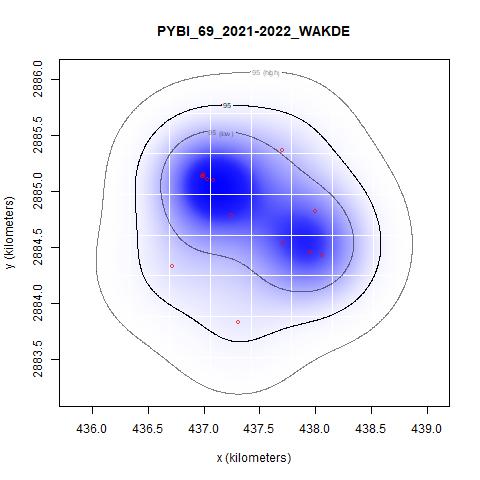 PYBI_69_2021-2022_WAKDE
95 (high)
95
95 (low)
2886.0
2885.5
2885.0
2884.5
2884.0
2883.5
y (kilometers)
436.0 436.5 437.0 437.5 438.0 438.5 439.0
x (kilometers)